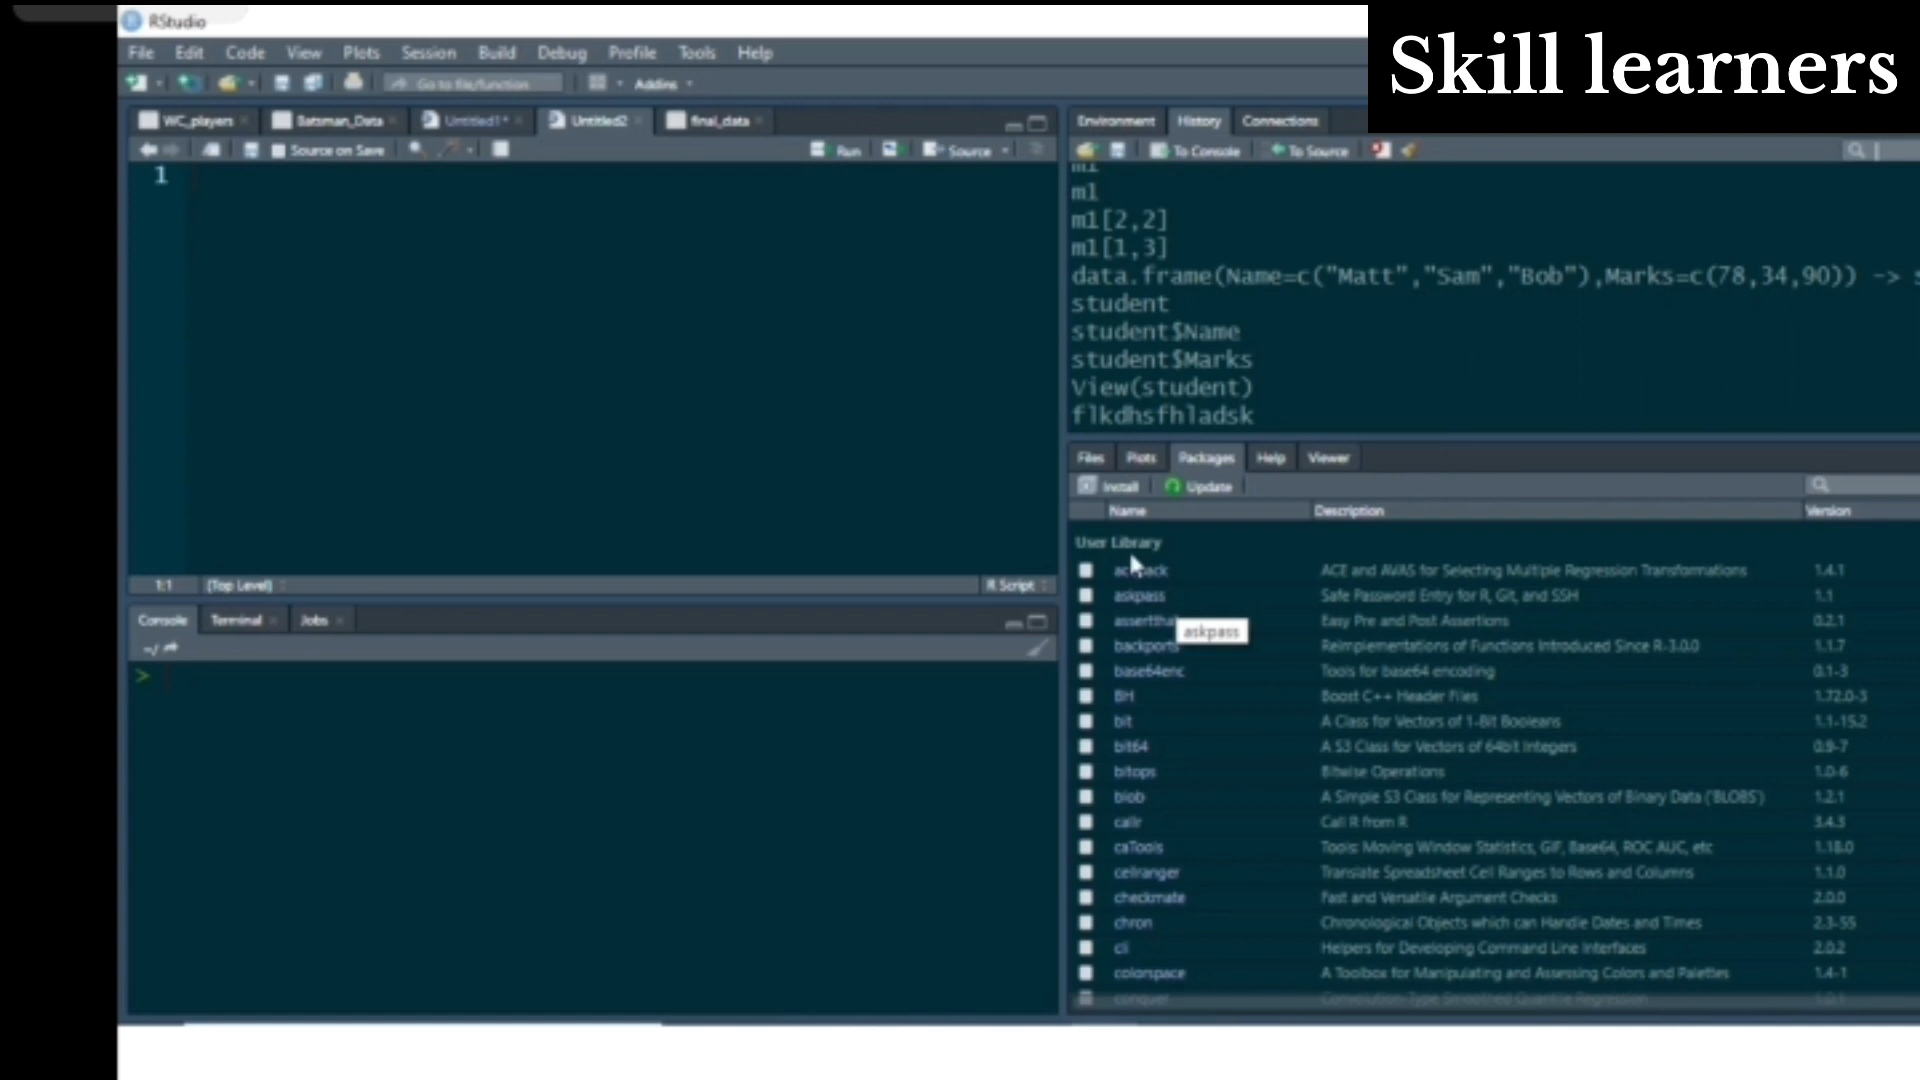 RStudio
Skill learners
File Edit Code View Plots Session Build Debug Profile Tools Help
Go to file/function Addins
WC_players Batsman_Data Untitled1* Untitled2 final_data
Source on Save Run Source
1
1:1 (Top Level) R Script
Console Terminal Jobs
~/
>
Environment History Connections
To Console To Source
m1
m1[2,2]
m1[1,3]
data.frame(Name=c("Matt","Sam","Bob"),Marks=c(78,34,90)) ->
student
student$Name
student$Marks
View(student)
flkdhsfhladsk
Files Plots Packages Help Viewer
Install Update
Name Description Version
User Library
ACE and AVAS for Selecting Multiple Regression Transformations 1.4.1
askpass Safe Password Entry for R, Git, and SSH 1.1
Easy Pre and Post Assertions 0.2.1
askpass
backports Reimplementations of Functions Introduced Since R-3.0.0 1.1.7
base64enc Tools for base64 encoding 0.1-3
BH Boost C++ Header Files 1.72.0-3
bit A Class for Vectors of 1-Bit Booleans 1.1-15.2
bit64 A S3 Class for Vectors of 64bit Integers 0.9-7
bitops Bitwise Operations 1.0-6
blob A Simple S3 Class for Representing Vectors of Binary Data ('BLOBS') 1.2.1
callr Call R from R 3.4.3
caTools Tools: Moving Window Statistics, GIF, Base64, ROC AUC, etc 1.18.0
cellranger Translate Spreadsheet Cell Ranges to Rows and Columns 1.1.0
checkmate Fast and Versatile Argument Checks 2.0.0
chron Chronological Objects which can Handle Dates and Times 2.3-55
cli Helpers for Developing Command Line Interfaces 2.0.2
colorspace A Toolbox for Manipulating and Assessing Colors and Palettes 1.4-1
conquer Convolution-Type Smoothed Quantile Regression 1.0.1